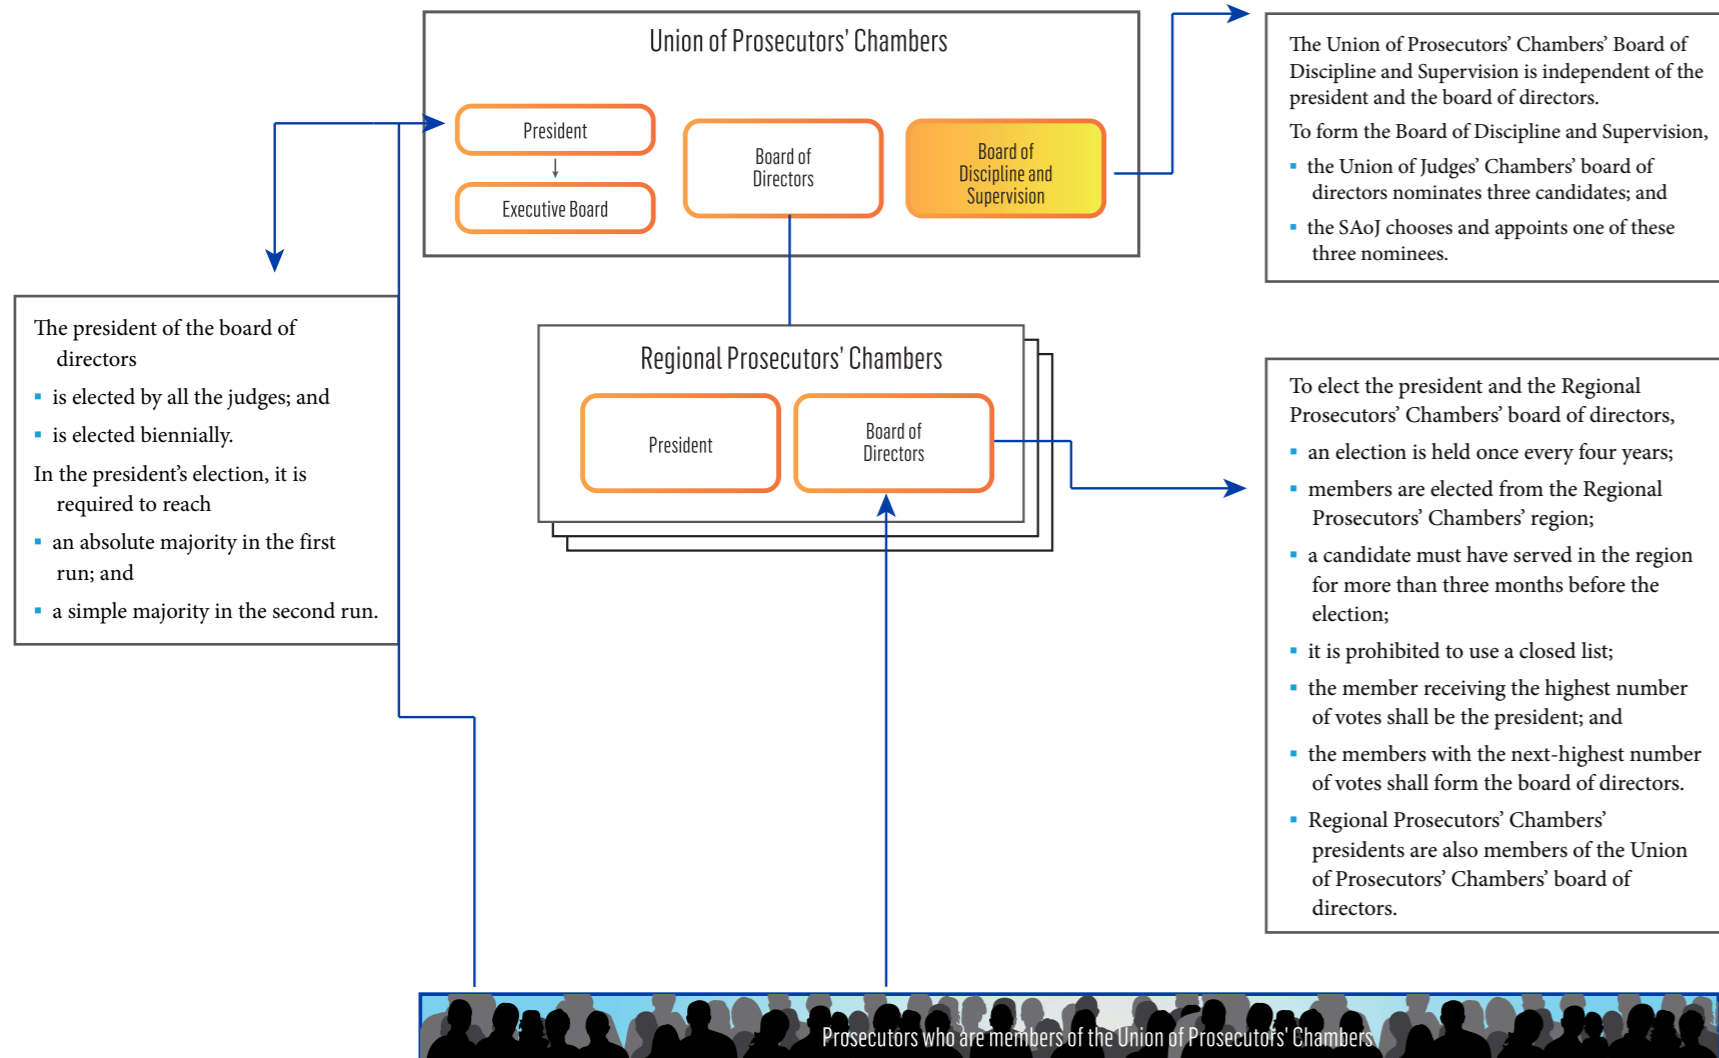 Union of Prosecutors' Chambers
President
Executive Board
Board of
Directors
Board of
Discipline and
Supervision
The Union of Prosecutors' Chambers' Board of
Discipline and Supervision is independent of the
president and the board of directors.
To form the Board of Discipline and Supervision,
▪ the Union of Judges' Chambers' board of
directors nominates three candidates; and
▪ the SAoJ chooses and appoints one of these
three nominees.
The president of the board of
directors
▪ is elected by all the judges; and
▪ is elected biennially.
In the president's election, it is
required to reach
▪ an absolute majority in the first
run; and
▪ a simple majority in the second run.
Regional Prosecutors' Chambers
President
Board of
Directors
To elect the president and the Regional
Prosecutors' Chambers' board of directors,
▪ an election is held once every four years;
▪ members are elected from the Regional
Prosecutors' Chambers' region;
▪ a candidate must have served in the region
for more than three months before the
election;
▪ it is prohibited to use a closed list;
▪ the member receiving the highest number
of votes shall be the president; and
▪ the members with the next-highest number
of votes shall form the board of directors.
▪ Regional Prosecutors' Chambers'
presidents are also members of the Union
of Prosecutors' Chambers' board of
directors.
Prosecutors who are members of the Union of Prosecutors' Chambers